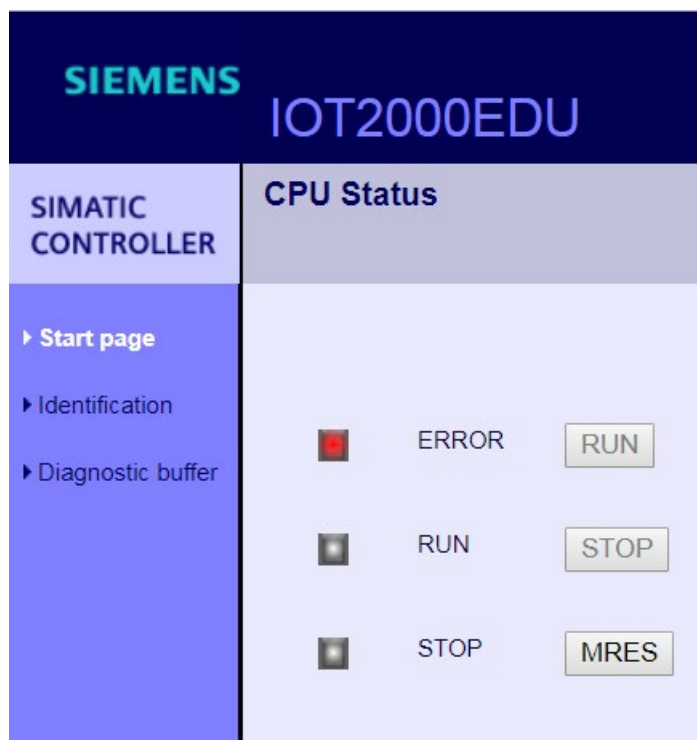 SIEMENS
IOT2000EDU
SIMATIC
CONTROLLER
CPU Status
Start page
Identification
Diagnostic buffer
ERROR
RUN
RUN
STOP
STOP
MRES